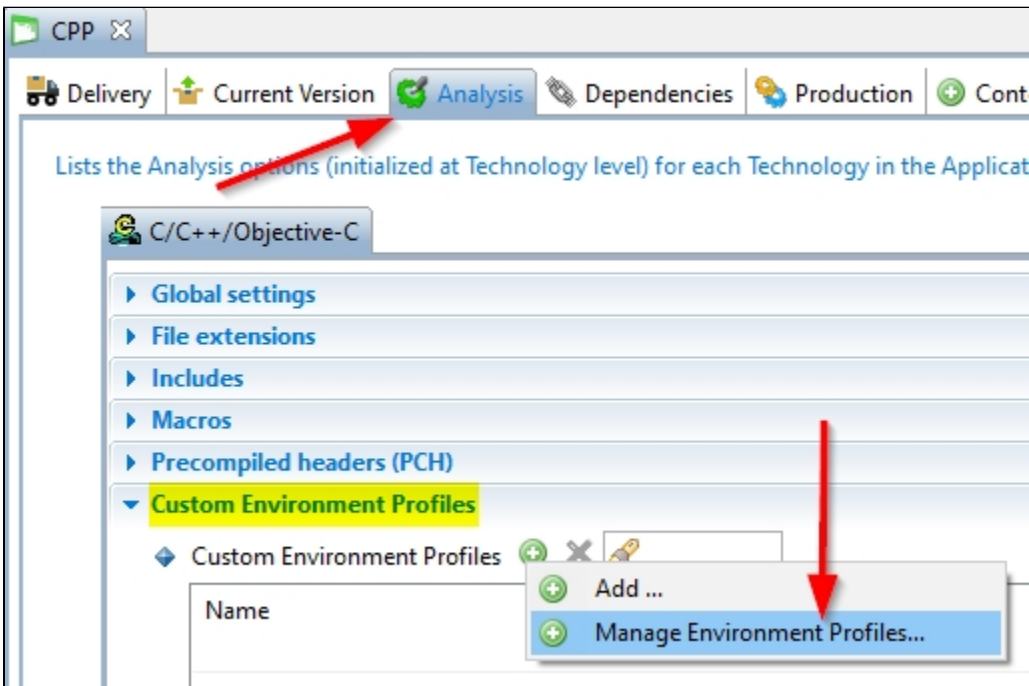 CPP
Delivery Current Version Analysis Dependencies Production Cont
Lists the Analysis options (initialized at Technology level) for each Technology in the Applicat
C/C++/Objective-C
Global settings
File extensions
Includes
Macros
Precompiled headers (PCH)
Custom Environment Profiles
Custom Environment Profiles
Add ...
Name
Manage Environment Profiles...